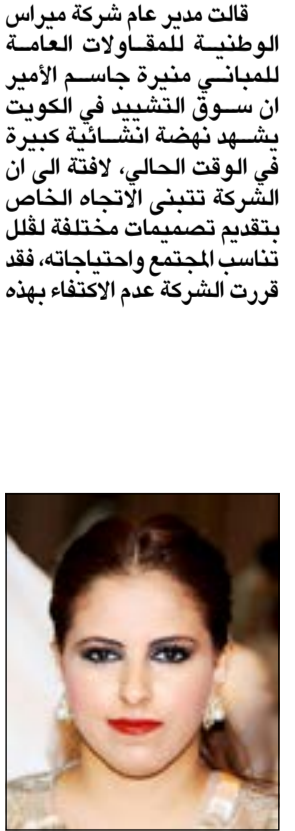 قالت مدير عام شركة ميراس
الوطنية للمقاولات العامة
للمباني منيرة جاسم الأمير
ان سوق التشييد في الكويت
يشهد نهضة انشائية كبيرة
في الوقت الحالي، لافتة الى ان
الشركة تتبنى الاتجاه الخاص
بتقديم تصميمات مختلفة لڤلل
تناسب المجتمع واحتياجاته، فقد
قررت الشركة عدم الاكتفاء بهذه